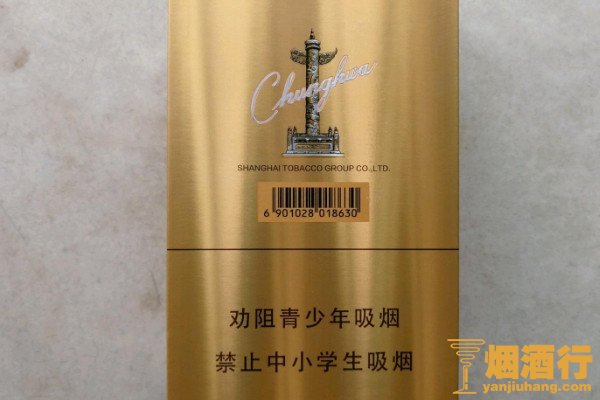 Chunghwa
SHANGHAI TOBACCO GROUP CO.,LTD.
6 901028 018630
劝阻青少年吸烟
禁止中小学生吸烟
烟酒行
yanjiuhang.com